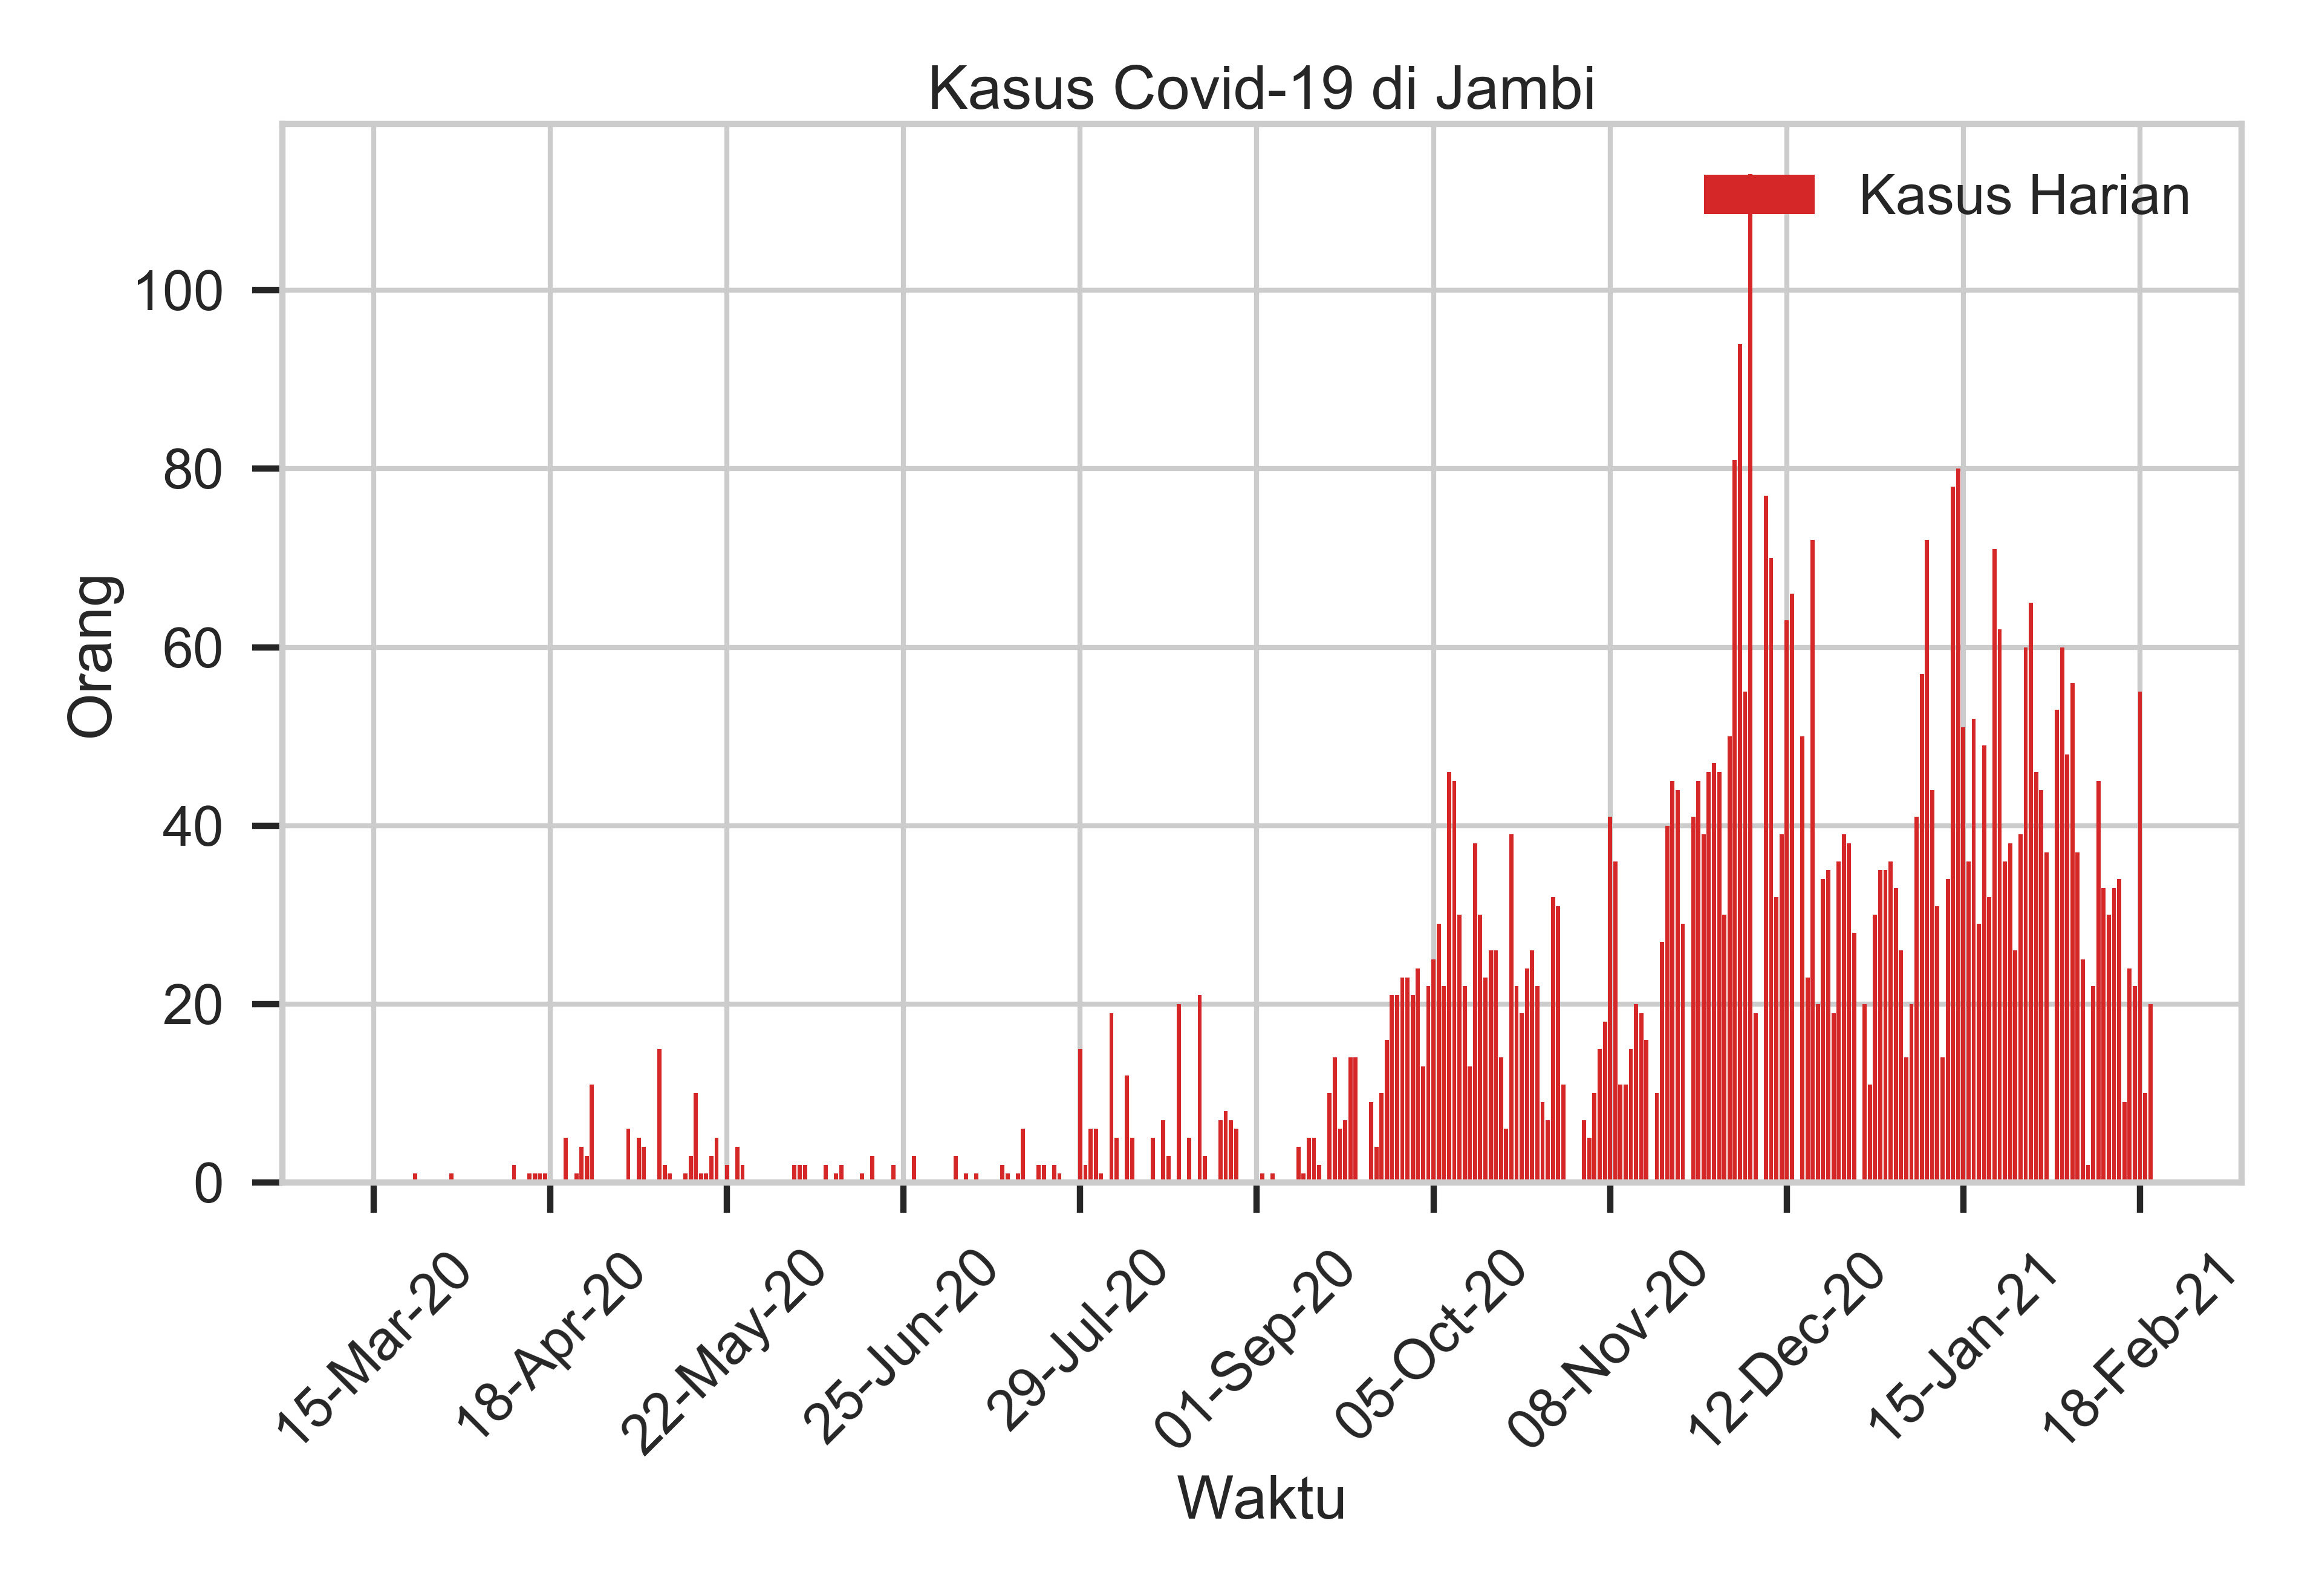 Kasus Covid-19 di Jambi
Kasus Harian
100
80
60
40
20
0
Orang
15-Mar-20
18-Apr-20
22-May-20
25-Jun-20
29-Jul-20
01-Sep-20
05-Oct-20
08-Nov-20
12-Dec-20
15-Jan-21
18-Feb-21
Waktu